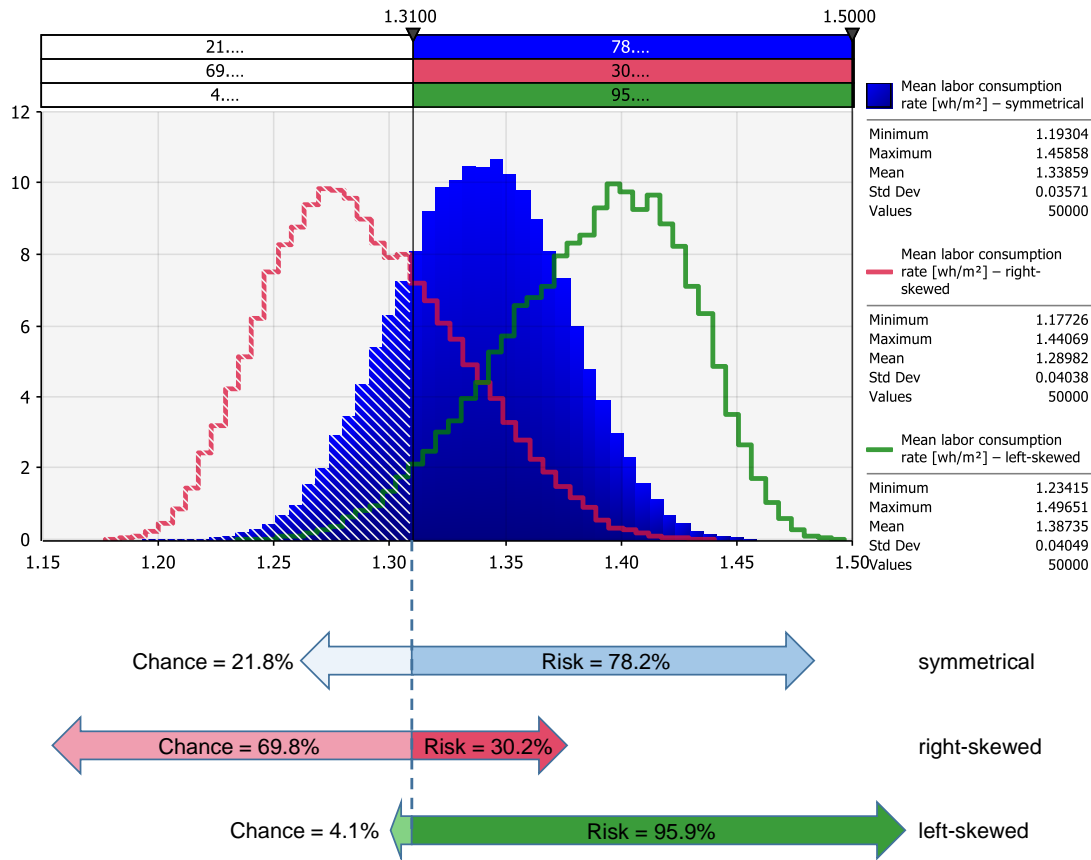 1.3100
1.5000
21.... 78....
69.... 30....
4.... 95....
12
10
8
6
4
2
0
1.15 1.20 1.25 1.30 1.35 1.40 1.45 1.50
Mean labor consumption
rate [wh/m²] – symmetrical
Minimum 1.19304
Maximum 1.45858
Mean 1.33859
Std Dev 0.03571
Values 50000
Mean labor consumption
rate [wh/m²] – right-
skewed
Minimum 1.17726
Maximum 1.44069
Mean 1.28982
Std Dev 0.04038
Values 50000
Mean labor consumption
rate [wh/m²] – left-skewed
Minimum 1.23415
Maximum 1.49651
Mean 1.38735
Std Dev 0.04049
Values 50000
Chance = 21.8% Risk = 78.2% symmetrical
Chance = 69.8% Risk = 30.2% right-skewed
Chance = 4.1% Risk = 95.9% left-skewed